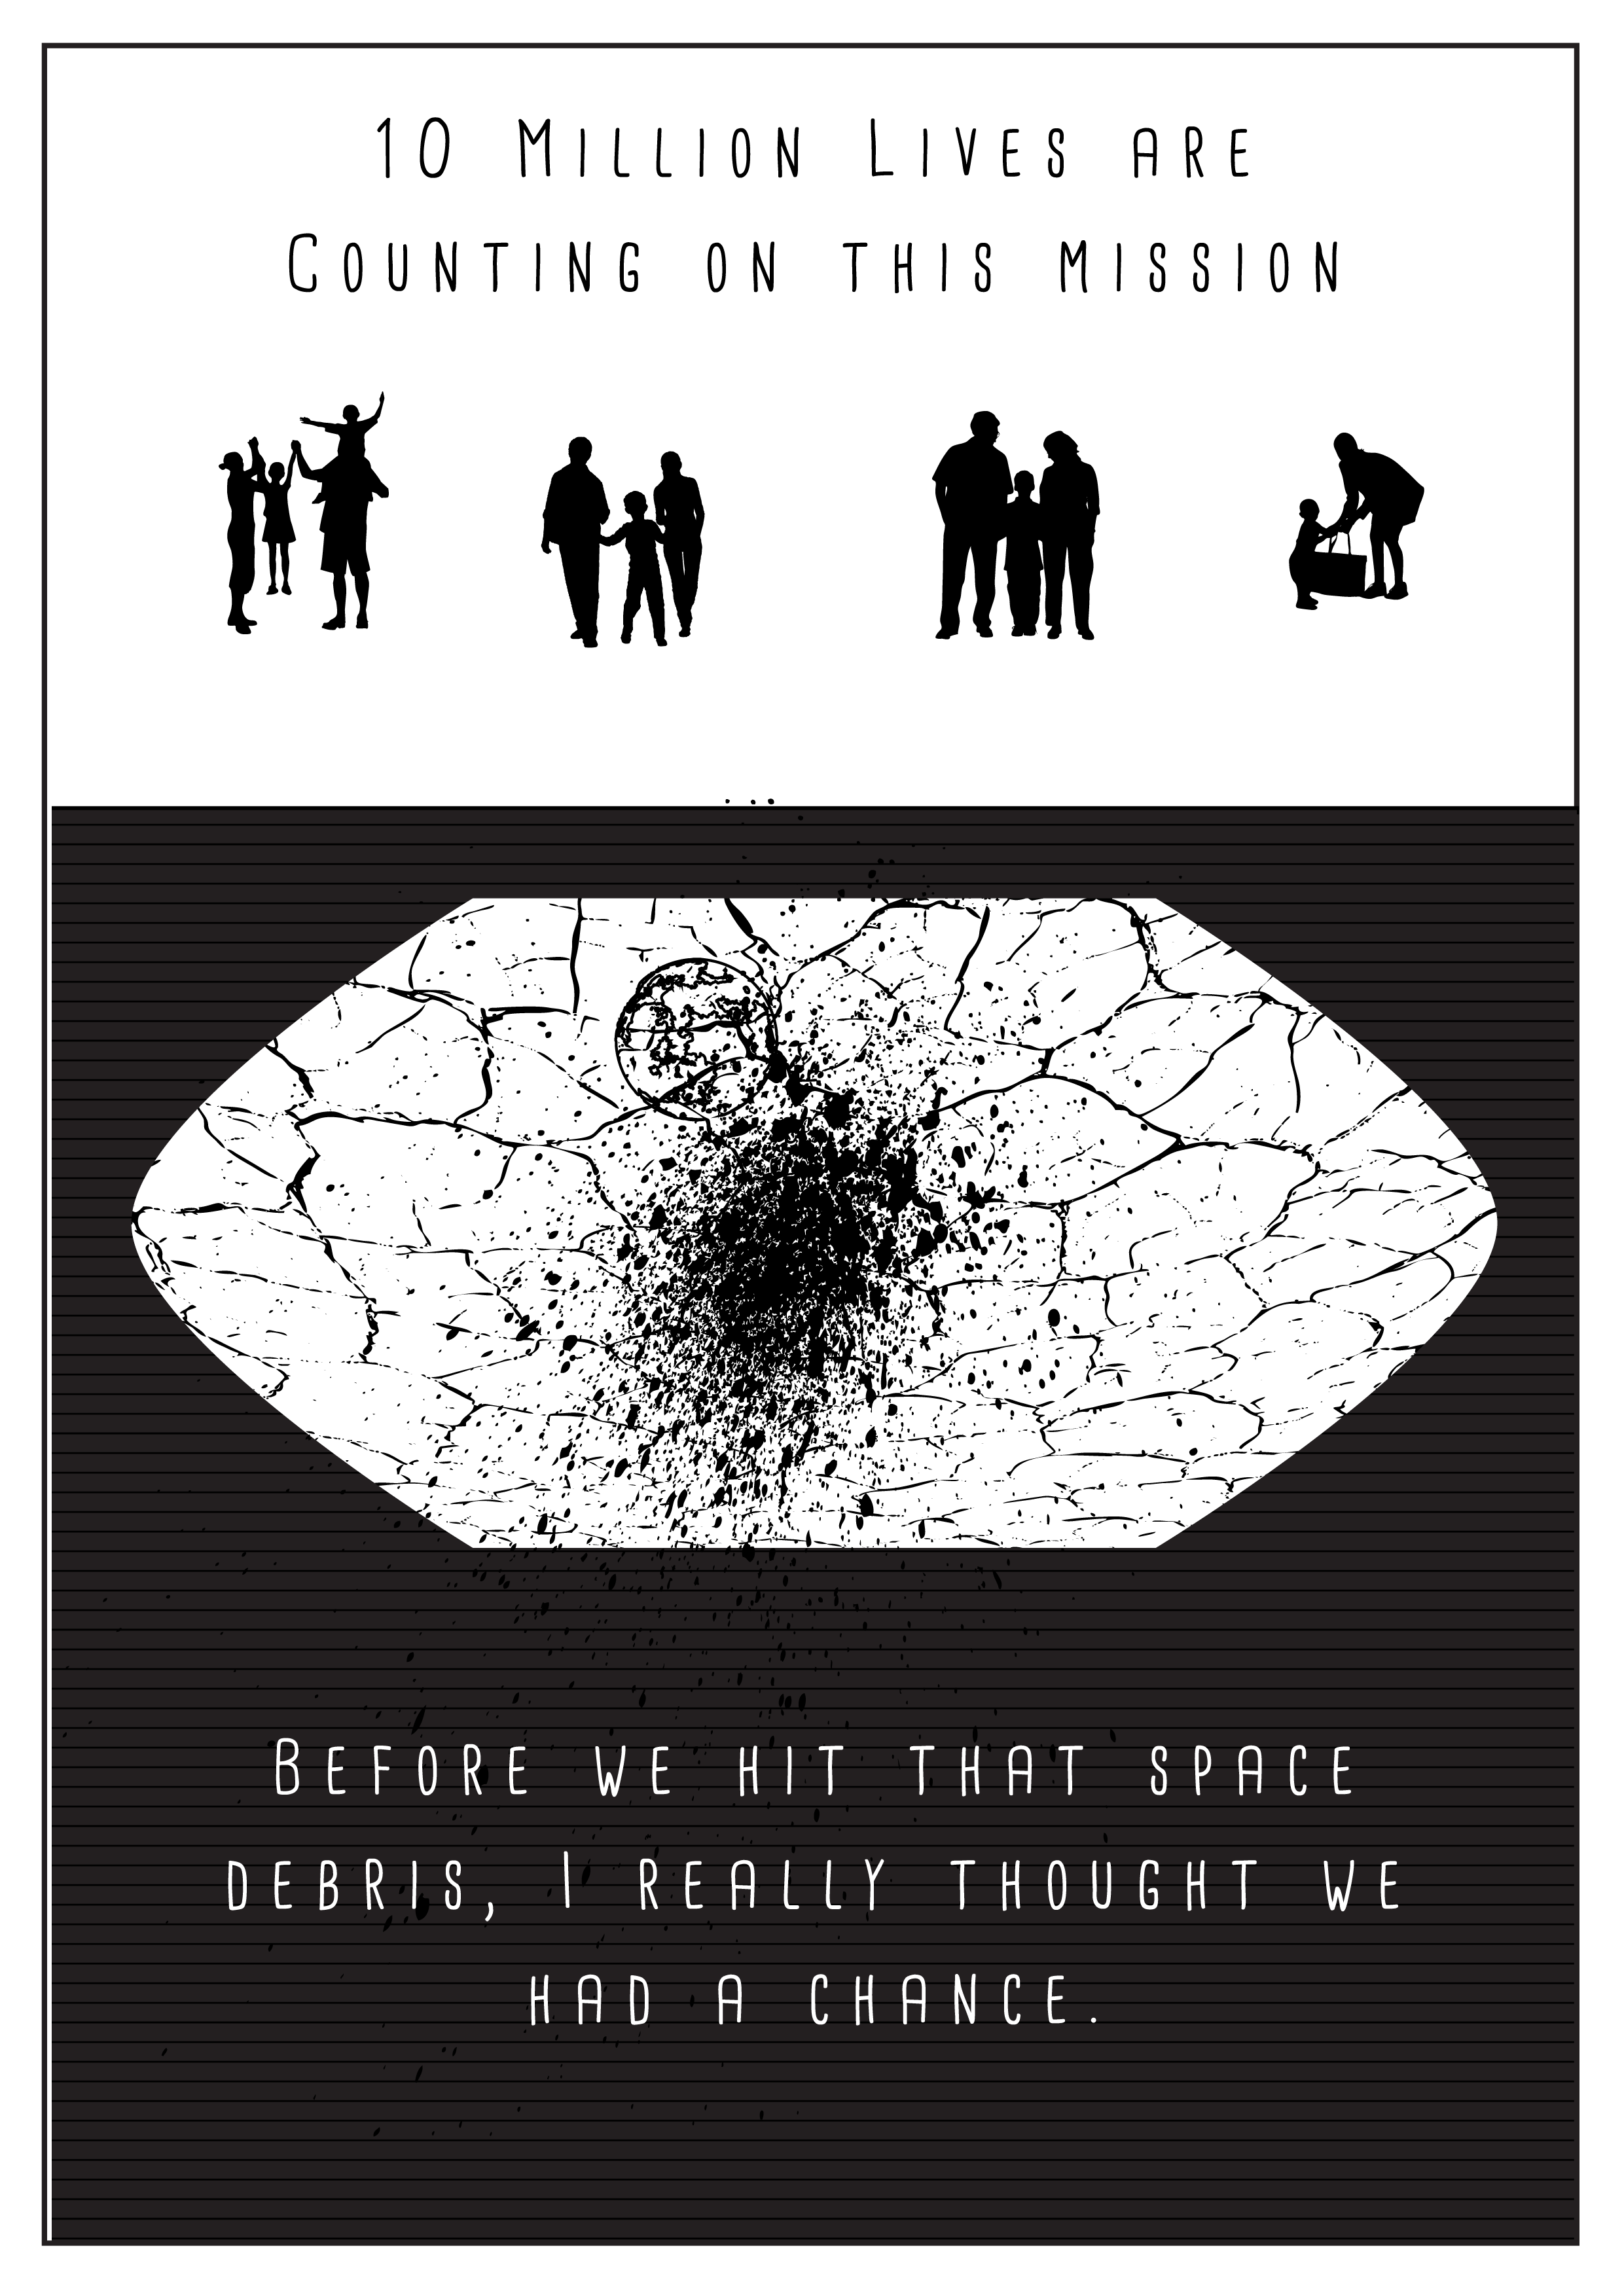 10 Million Lives are
Counting on this mission
Before we hit that space
debris, I really thought we
had a chance.